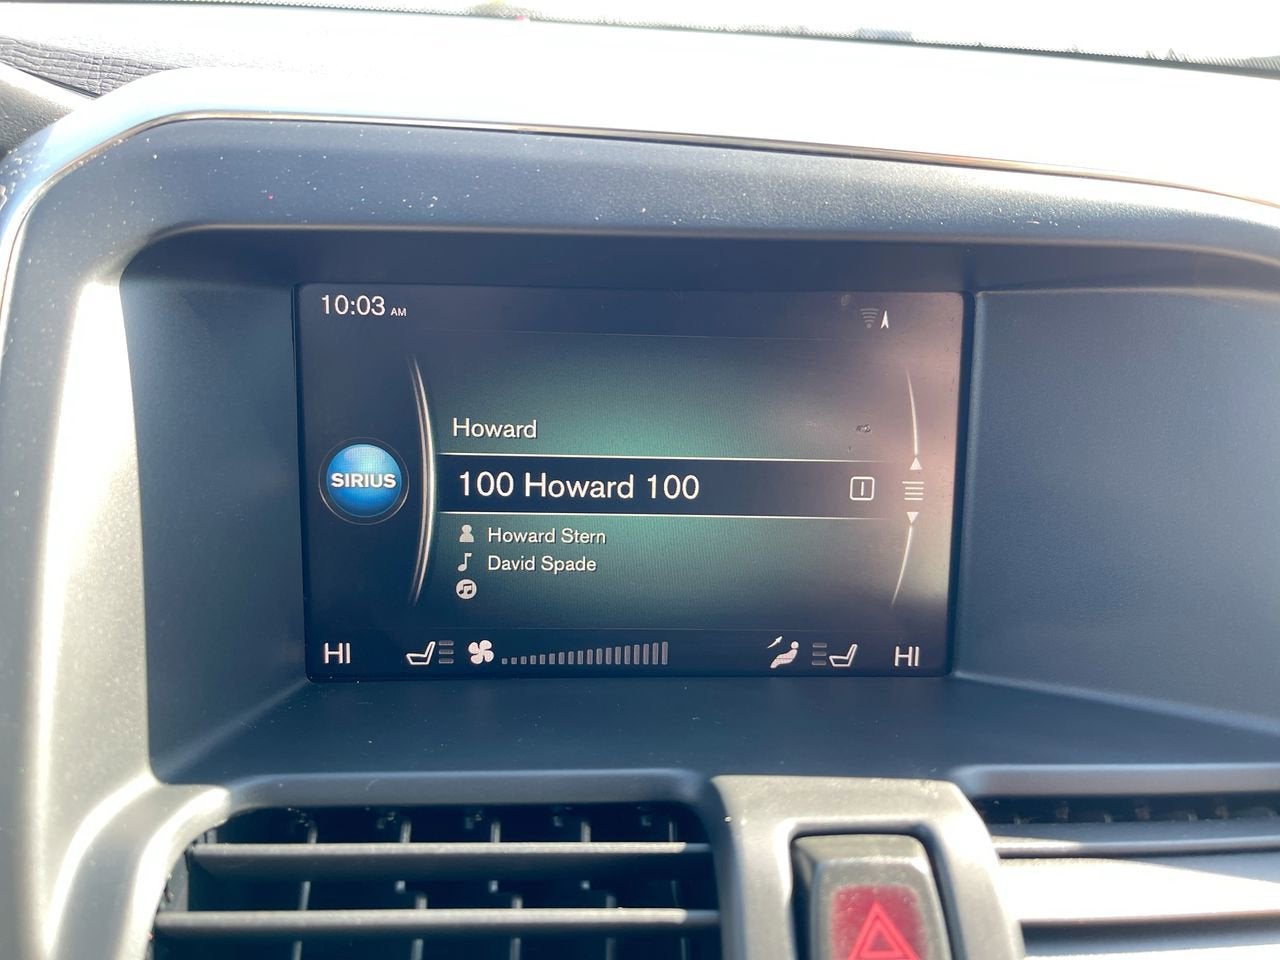 10:03 AM
Howard
SIRIUS
100 Howard 100
Howard Stern
David Spade
HI
HI